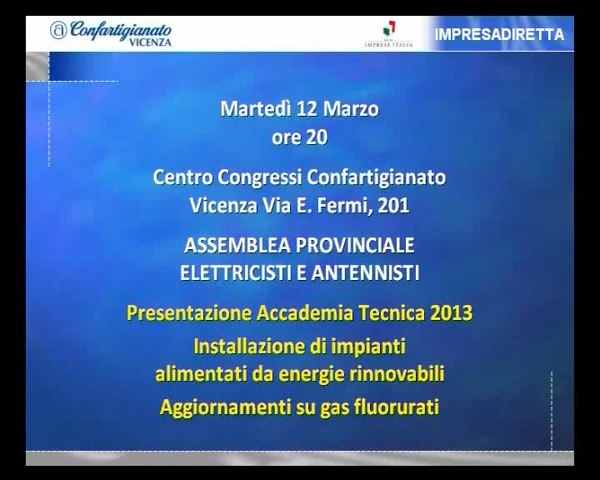 Confartigianato
VICENZA
IMPRESE ITALIA
IMPRESADIRETTA
Martedì 12 Marzo
ore 20
Centro Congressi Confartigianato
Vicenza Via E. Fermi, 201
ASSEMBLEA PROVINCIALE
ELETTRICISTI E ANTENNISTI
Presentazione Accademia Tecnica 2013
Installazione di impianti
alimentati da energie rinnovabili
Aggiornamenti su gas fluorurati